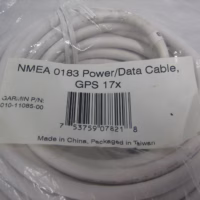 NMEA 0183 Power/Data Cable,
GPS 17x
GARMIN P/N:
010-11085-00
7 53759 07821 8
Made in China, Packaged in Taiwan